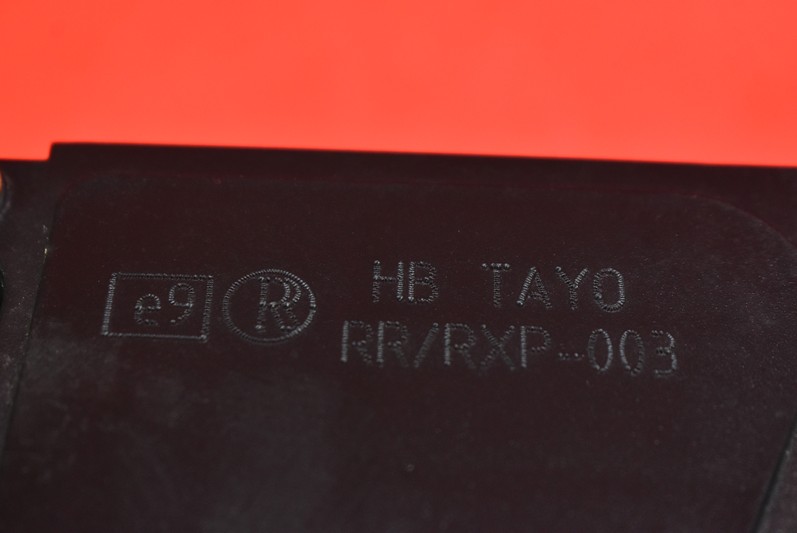 e9 R HB TAYO
RR/RXP-003